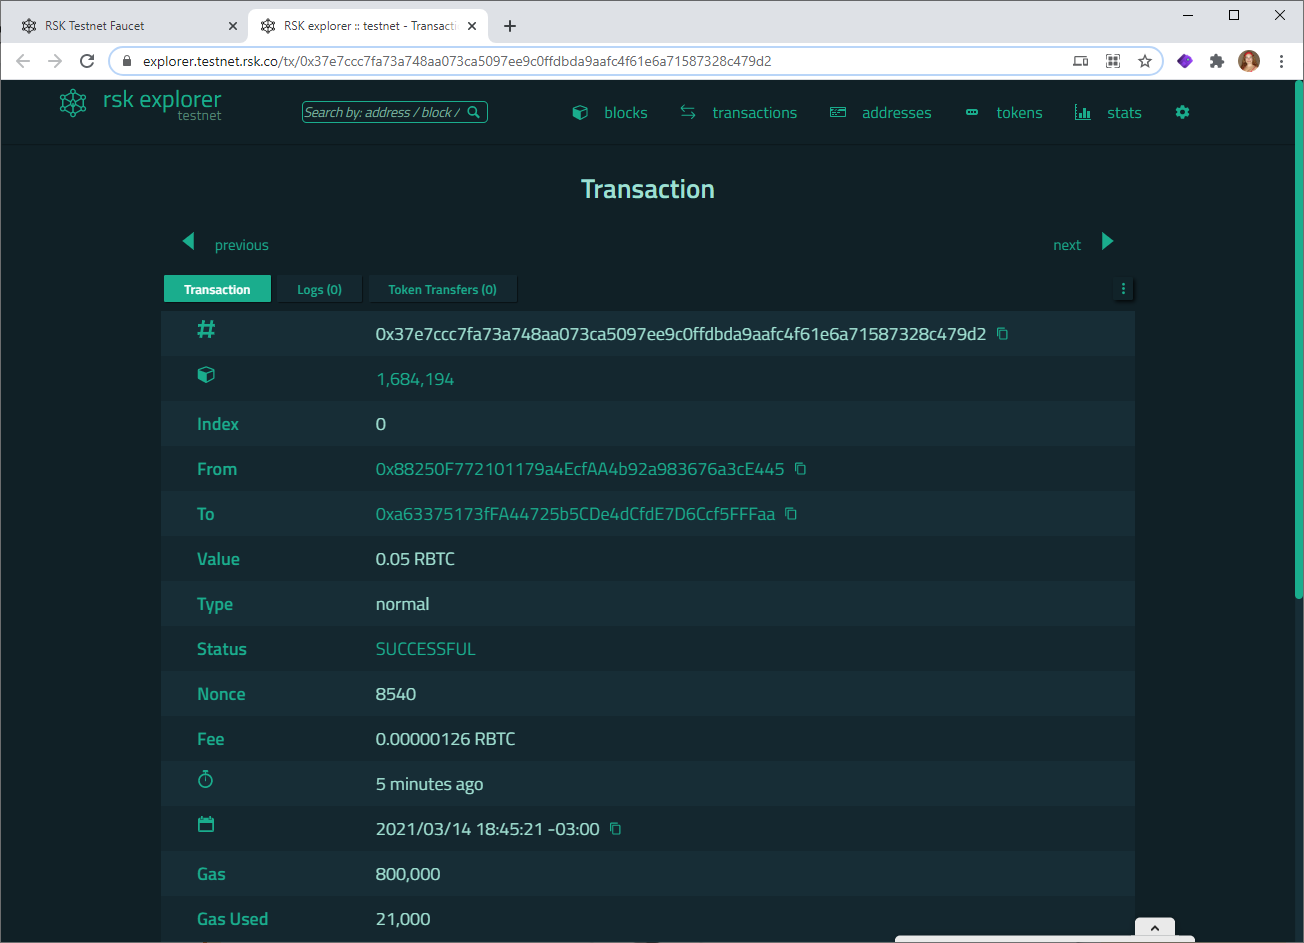 RSK Testnet Faucet
RSK explorer :: testnet - Transacti
explorer.testnet.rsk.co/tx/0x37e7ccc7fa73a748aa073ca5097ee9c0ffdbda9aafc4f61e6a71587328c479d2
rsk explorer
testnet
Search by: address / block /
blocks
transactions
addresses
tokens
stats
Transaction
previous
next
Transaction
Logs (0)
Token Transfers (0)
# 0x37e7ccc7fa73a748aa073ca5097ee9c0ffdbda9aafc4f61e6a71587328c479d2
1,684,194
Index 0
From 0x88250F772101179a4EcfAA4b92a983676a3cE445
To 0xa63375173fFA44725b5CDe4dCfdE7D6Ccf5FFFaa
Value 0.05 RBTC
Type normal
Status SUCCESSFUL
Nonce 8540
Fee 0.00000126 RBTC
5 minutes ago
2021/03/14 18:45:21 -03:00
Gas 800,000
Gas Used 21,000